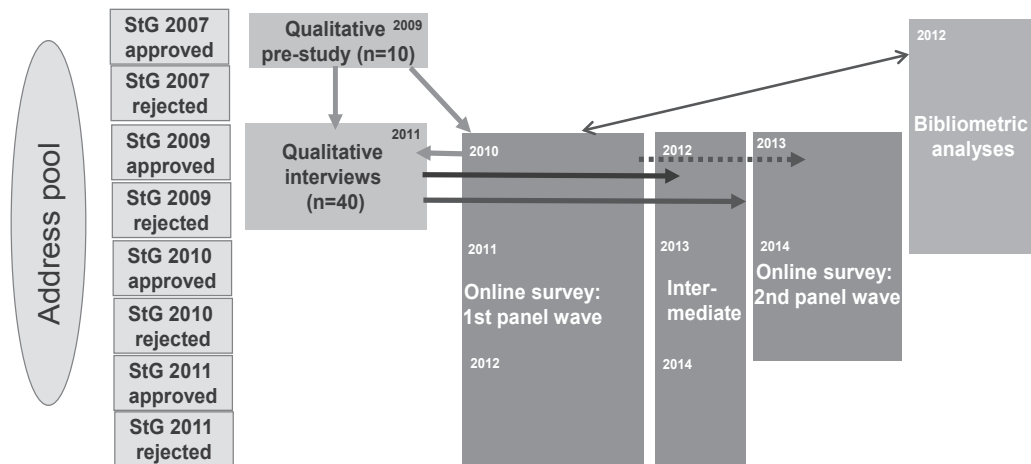 Address pool
StG 2007
approved
StG 2007
rejected
StG 2009
approved
StG 2009
rejected
StG 2010
approved
StG 2010
rejected
StG 2011
approved
StG 2011
rejected
Qualitative 2009
pre-study (n=10)
2011
Qualitative
interviews
(n=40)
2010
2011
Online survey:
1st panel wave
2012
2012
2013
Inter-
mediate
2014
2013
2014
Online survey:
2nd panel wave
2012
Bibliometric
analyses